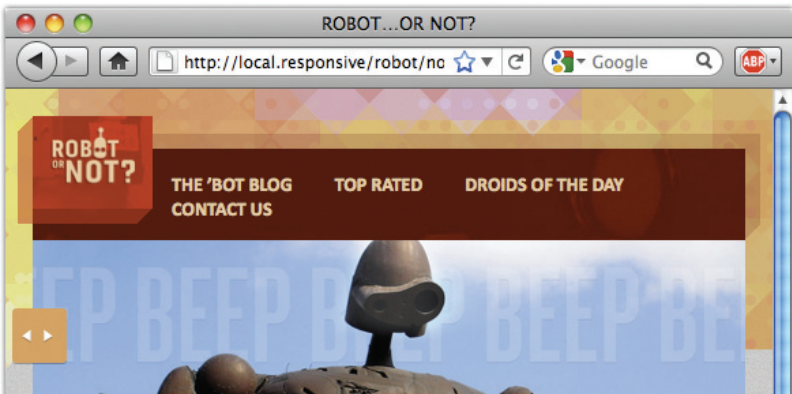 ROBOT...OR NOT?
http://local.responsive/robot/no
Google
ABP
ROBOT
OR NOT?
THE 'BOT BLOG TOP RATED DROIDS OF THE DAY
CONTACT US
EEP BEEP BEEP BEEP BE